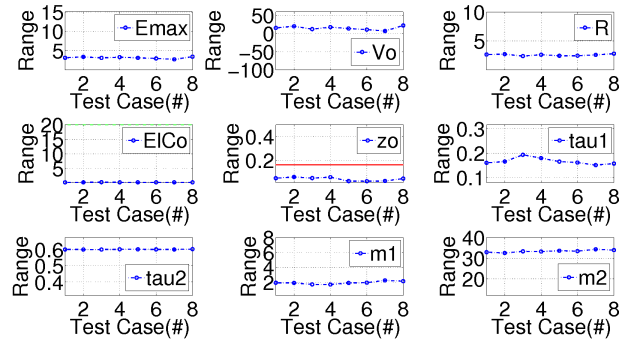 15
10
5
Range
Emax
2 4 6 8
Test Case(#)
50
0
−50
−100
Range
Vo
2 4 6 8
Test Case(#)
10
5
Range
R
2 4 6 8
Test Case(#)
20
15
10
5
Range
ElCo
2 4 6 8
Test Case(#)
0.4
0.2
Range
zo
2 4 6 8
Test Case(#)
0.3
0.2
0.1
Range
tau1
2 4 6 8
Test Case(#)
0.6
0.5
0.4
Range
tau2
2 4 6 8
Test Case(#)
8
6
4
2
Range
m1
2 4 6 8
Test Case(#)
40
30
20
Range
m2
2 4 6 8
Test Case(#)